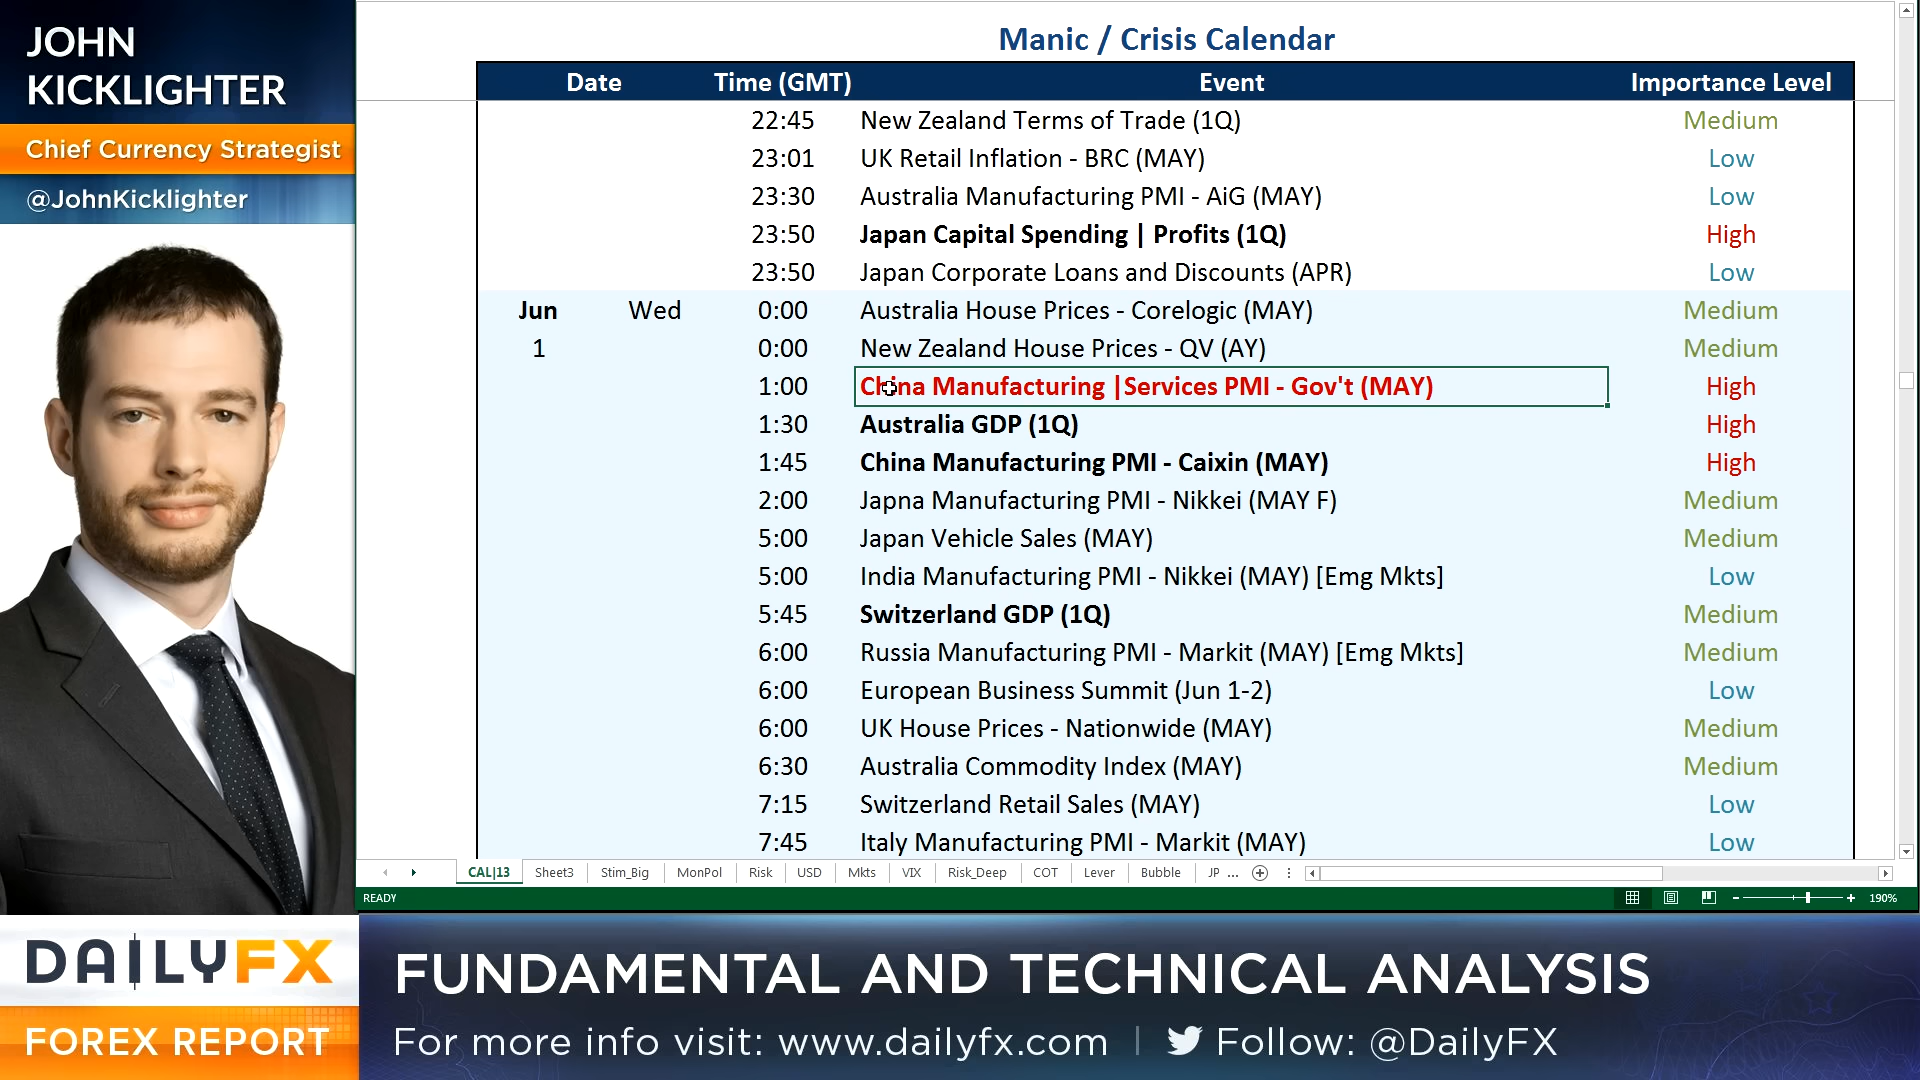 JOHN
KICKLIGHTER
Chief Currency Strategist
@JohnKicklighter
Manic / Crisis Calendar
Date Time (GMT) Event Importance Level
22:45 New Zealand Terms of Trade (1Q) Medium
23:01 UK Retail Inflation - BRC (MAY) Low
23:30 Australia Manufacturing PMI - AiG (MAY) Low
23:50 Japan Capital Spending | Profits (1Q) High
23:50 Japan Corporate Loans and Discounts (APR) Low
Jun Wed 0:00 Australia House Prices - Corelogic (MAY) Medium
1 0:00 New Zealand House Prices - QV (AY) Medium
1:00 China Manufacturing |Services PMI - Gov't (MAY) High
1:30 Australia GDP (1Q) High
1:45 China Manufacturing PMI - Caixin (MAY) High
2:00 Japna Manufacturing PMI - Nikkei (MAY F) Medium
5:00 Japan Vehicle Sales (MAY) Medium
5:00 India Manufacturing PMI - Nikkei (MAY) [Emg Mkts] Low
5:45 Switzerland GDP (1Q) Medium
6:00 Russia Manufacturing PMI - Markit (MAY) [Emg Mkts] Medium
6:00 European Business Summit (Jun 1-2) Low
6:00 UK House Prices - Nationwide (MAY) Medium
6:30 Australia Commodity Index (MAY) Medium
7:15 Switzerland Retail Sales (MAY) Low
7:45 Italy Manufacturing PMI - Markit (MAY) Low
CAL|13 Sheet3 Stim_Big MonPol Risk USD Mkts VIX Risk_Deep COT Lever Bubble JP ...
READY 190%
DAILYFX
FOREX REPORT
FUNDAMENTAL AND TECHNICAL ANALYSIS
For more info visit: www.dailyfx.com | Follow: @DailyFX